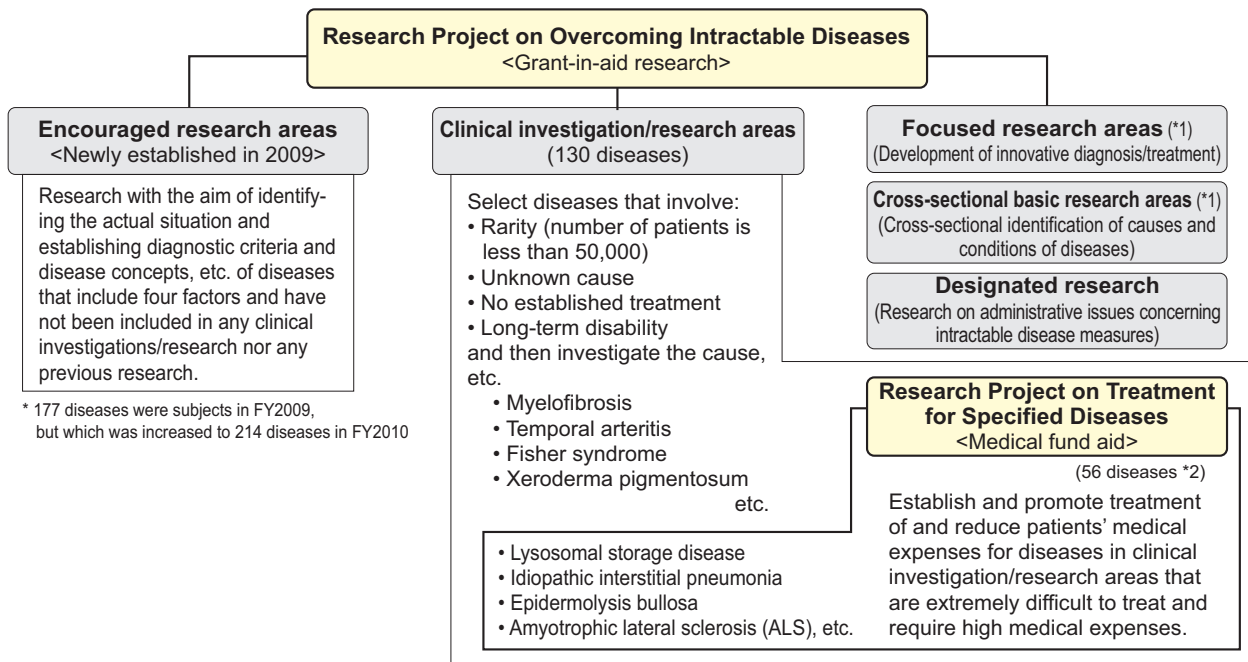 Research Project on Overcoming Intractable Diseases
<Grant-in-aid research>
Encouraged research areas
<Newly established in 2009>
Research with the aim of identify-
ing the actual situation and
establishing diagnostic criteria and
disease concepts, etc. of diseases
that include four factors and have
not been included in any clinical
investigations/research nor any
previous research.
* 177 diseases were subjects in FY2009,
but which was increased to 214 diseases in FY2010
Clinical investigation/research areas
(130 diseases)
Select diseases that involve:
• Rarity (number of patients is
less than 50,000)
• Unknown cause
• No established treatment
• Long-term disability
and then investigate the cause,
etc.
• Myelofibrosis
• Temporal arteritis
• Fisher syndrome
• Xeroderma pigmentosum
etc.
• Lysosomal storage disease
• Idiopathic interstitial pneumonia
• Epidermolysis bullosa
• Amyotrophic lateral sclerosis (ALS), etc.
Focused research areas (*1)
(Development of innovative diagnosis/treatment)
Cross-sectional basic research areas (*1)
(Cross-sectional identification of causes and
conditions of diseases)
Designated research
(Research on administrative issues concerning
intractable disease measures)
Research Project on Treatment
for Specified Diseases
<Medical fund aid>
(56 diseases *2)
Establish and promote treatment
of and reduce patients' medical
expenses for diseases in clinical
investigation/research areas that
are extremely difficult to treat and
require high medical expenses.